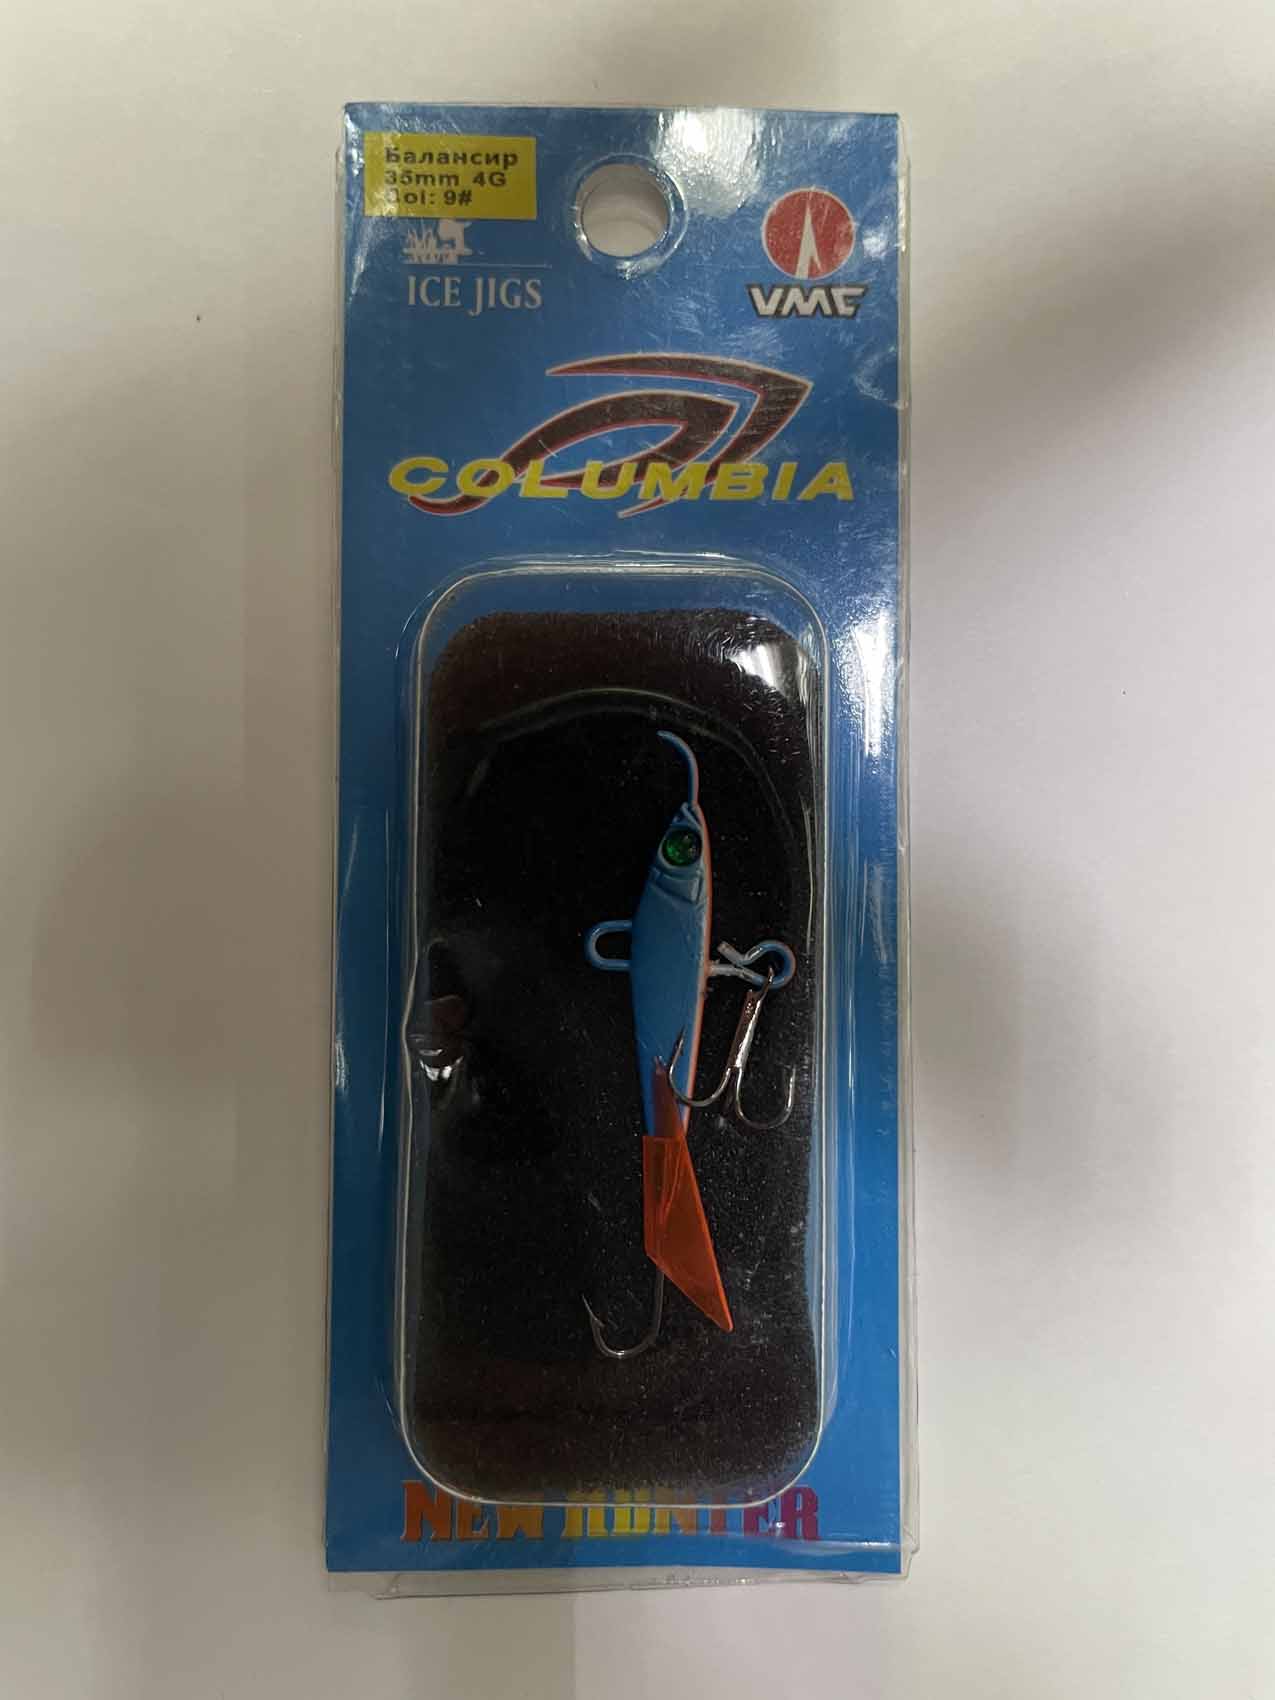 Балансир
35mm 4G
Col: 9#
ICE JIGS
VMC
COLUMBIA
NEW HUNTER